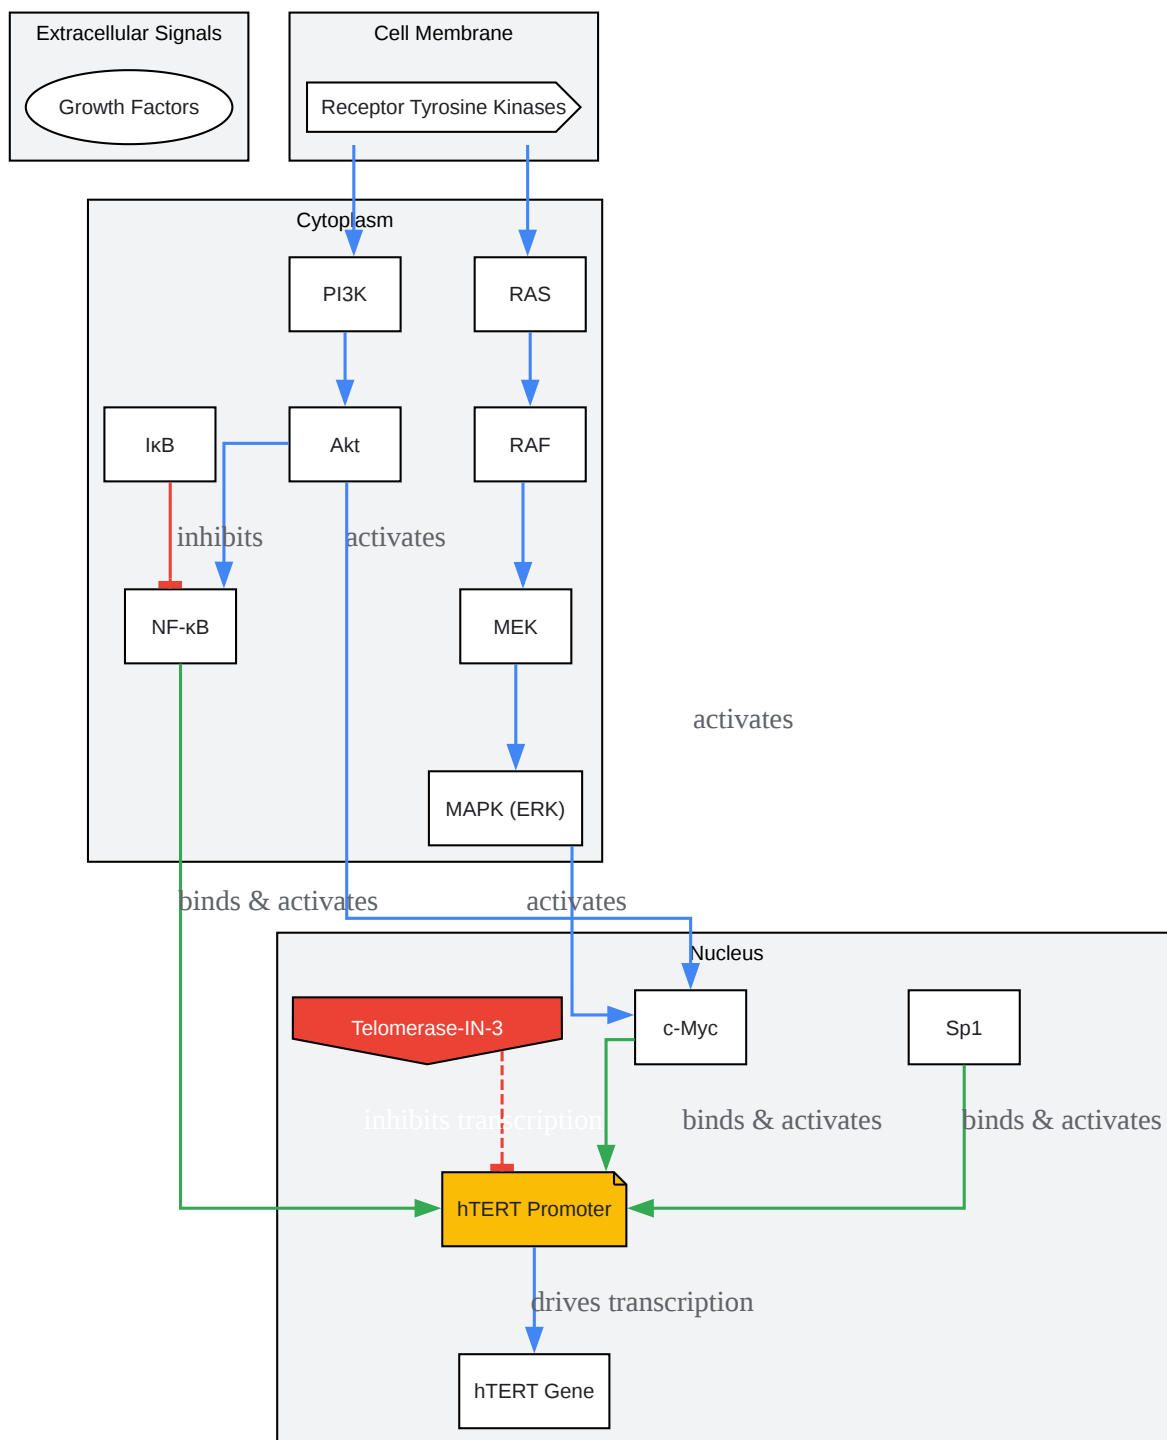 Extracellular Signals
Cell Membrane
Growth Factors
Receptor Tyrosine Kinases
Cytoplasm
PI3K
RAS
IκB
Akt
RAF
inhibits
activates
NF-κB
MEK
activates
MAPK (ERK)
binds & activates
activates
Nucleus
Telomerase-IN-3
c-Myc
Sp1
inhibits transcription
binds & activates
binds & activates
hTERT Promoter
drives transcription
hTERT Gene